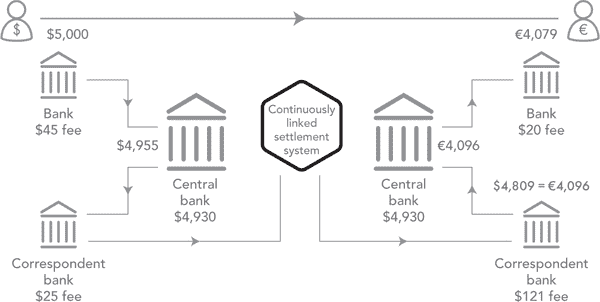 $
$5,000
€4,079
€
Bank
$45 fee
$4,955
Central
bank
$4,930
Correspondent
bank
$25 fee
Continuously
linked
settlement
system
Central
bank
$4,930
€4,096
Bank
$20 fee
$4,809 = €4,096
Correspondent
bank
$121 fee